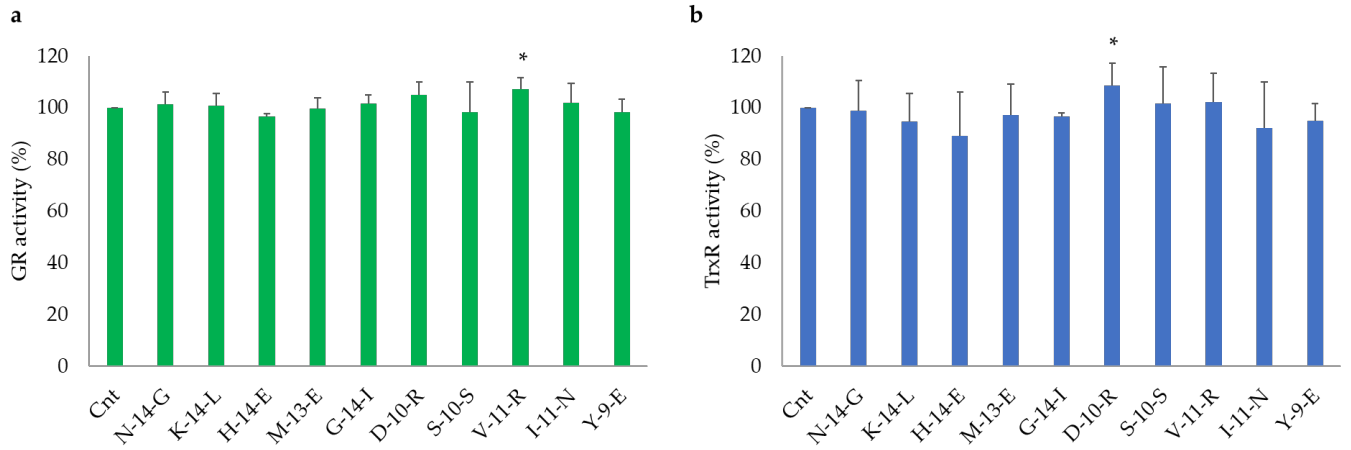 a
GR activity (%)
120
100
80
60
40
20
0
*
Cnt
N-14-G
K-14-L
H-14-E
M-13-E
G-14-I
D-10-R
S-10-S
V-11-R
I-11-N
Y-9-E
b
TrxR activity (%)
120
100
80
60
40
20
0
*
Cnt
N-14-G
K-14-L
H-14-E
M-13-E
G-14-I
D-10-R
S-10-S
V-11-R
I-11-N
Y-9-E